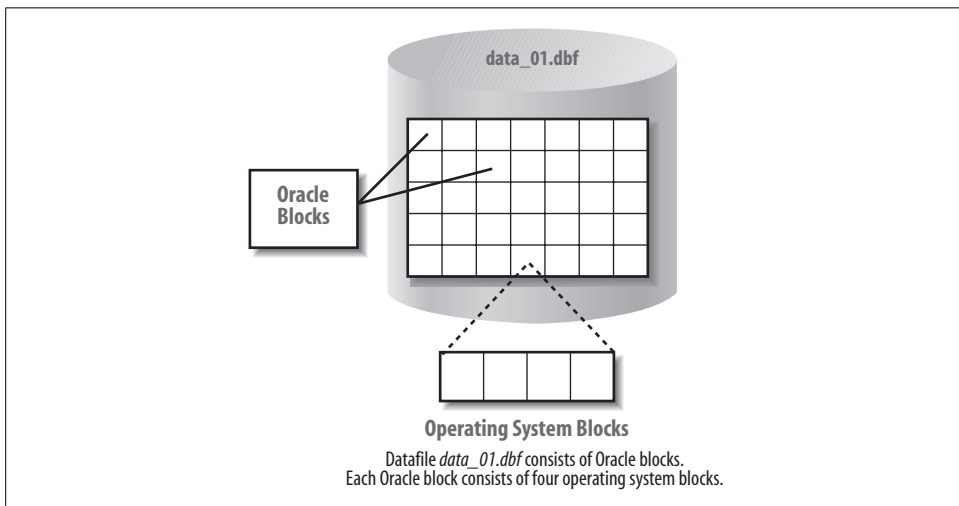 data_01.dbf
Oracle
Blocks
Operating System Blocks
Datafile data_01.dbf consists of Oracle blocks.
Each Oracle block consists of four operating system blocks.